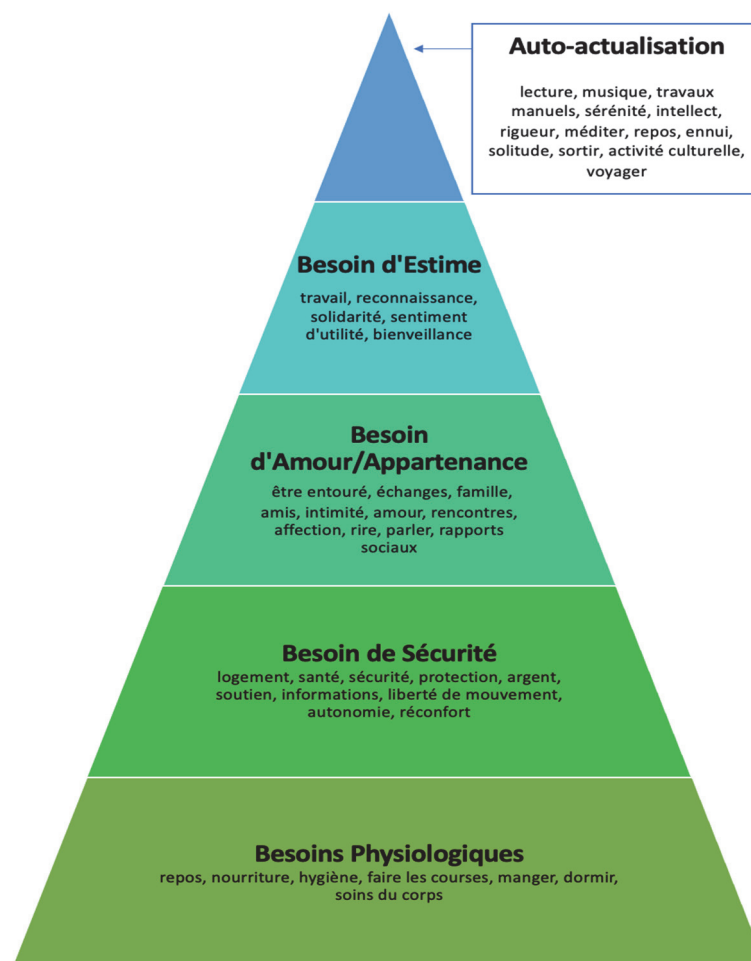 Auto-actualisation
lecture, musique, travaux
manuels, sérénité, intellect,
rigueur, méditer, repos, ennui,
solitude, sortir, activité culturelle,
voyager
Besoin d'Estime
travail, reconnaissance,
solidarité, sentiment
d'utilité, bienveillance
Besoin
d'Amour/Appartenance
être entouré, échanges, famille,
amis, intimité, amour, rencontres,
affection, rire, parler, rapports
sociaux
Besoin de Sécurité
logement, santé, sécurité, protection, argent,
soutien, informations, liberté de mouvement,
autonomie, réconfort
Besoins Physiologiques
repos, nourriture, hygiène, faire les courses, manger, dormir,
soins du corps